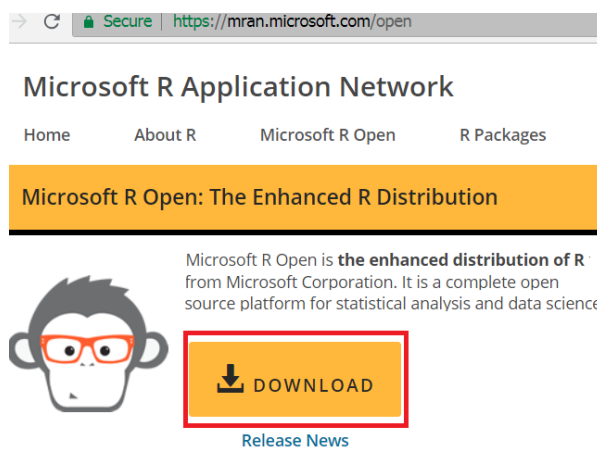 Secure https://mran.microsoft.com/open
Microsoft R Application Network
Home About R Microsoft R Open R Packages
Microsoft R Open: The Enhanced R Distribution
Microsoft R Open is the enhanced distribution of R
from Microsoft Corporation. It is a complete open
source platform for statistical analysis and data science
DOWNLOAD
Release News